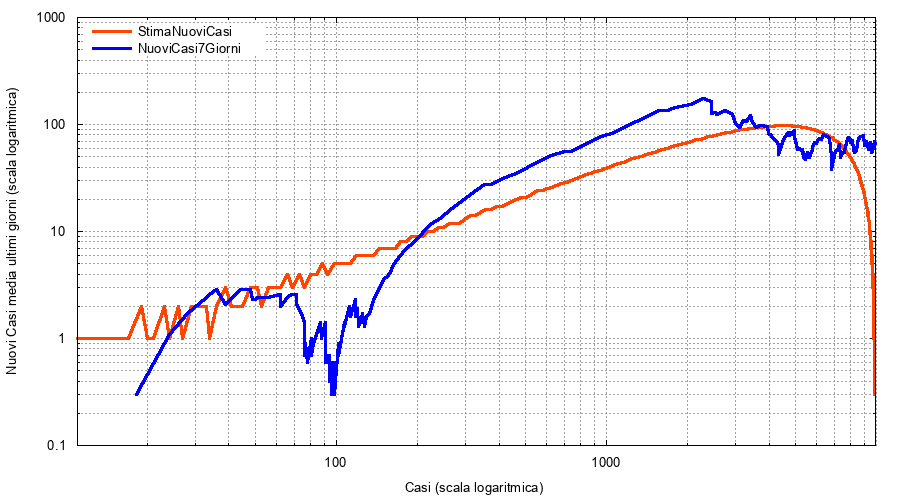 1000
100
10
1
0.1
Nuovi Casi media ultimi giorni (scala logaritmica)
StimaNuoviCasi
NuoviCasi7Giorni
100
1000
Casi (scala logaritmica)